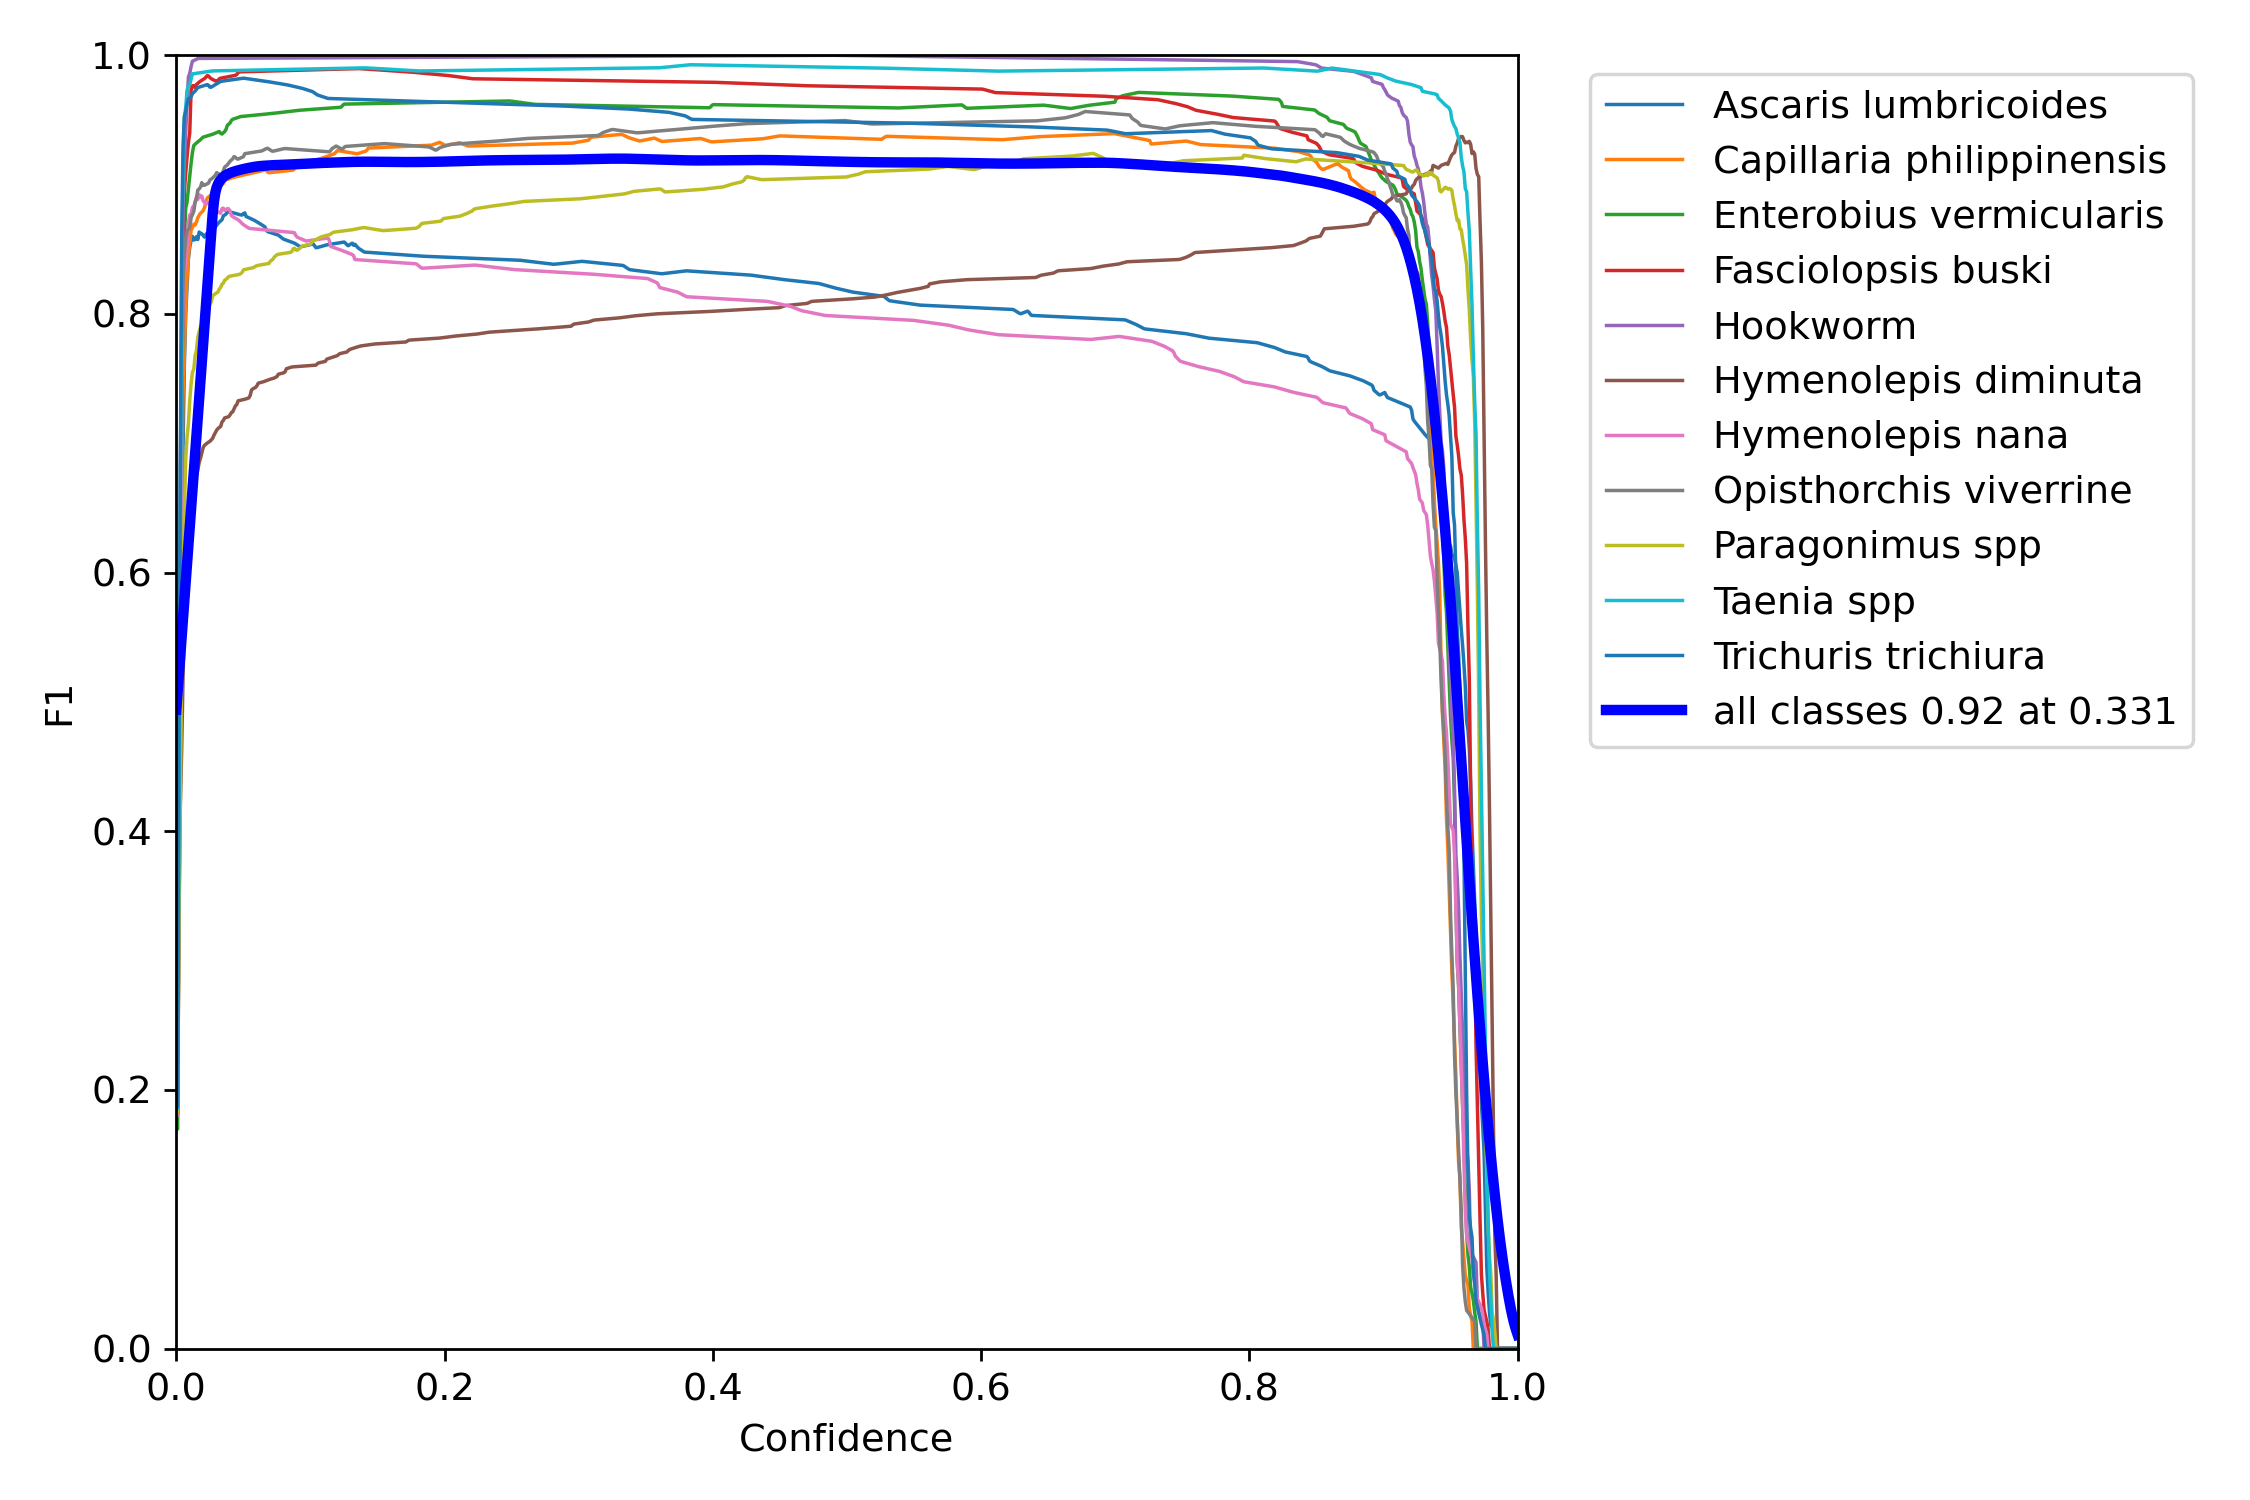 1.0
0.8
0.6
0.4
0.2
0.0
F1
0.0 0.2 0.4 0.6 0.8 1.0
Confidence
Ascaris lumbricoides
Capillaria philippinensis
Enterobius vermicularis
Fasciolopsis buski
Hookworm
Hymenolepis diminuta
Hymenolepis nana
Opisthorchis viverrine
Paragonimus spp
Taenia spp
Trichuris trichiura
all classes 0.92 at 0.331